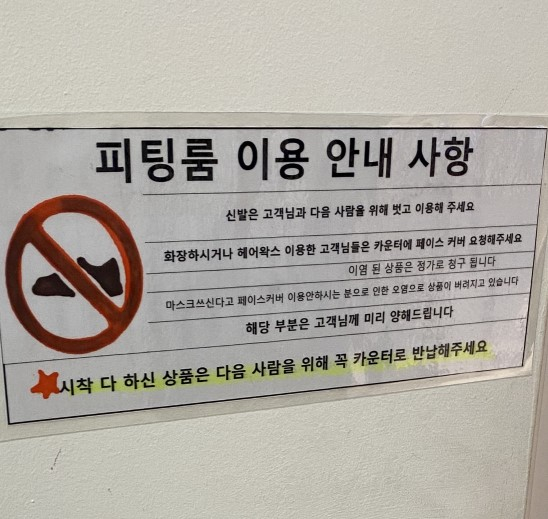 피팅룸 이용 안내 사항
신발은 고객님과 다음 사람을 위해 벗고 이용해 주세요
화장하시거나 헤어왁스 이용한 고객님들은 카운터에 페이스 커버 요청해주세요
이염 된 상품은 정가로 청구 됩니다
마스크쓰신다고 페이스커버 이용안하시는 분으로 인한 오염으로 상품이 버려지고 있습니다
해당 부분은 고객님께 미리 양해드립니다
시착 다 하신 상품은 다음 사람을 위해 꼭 카운터로 반납해주세요